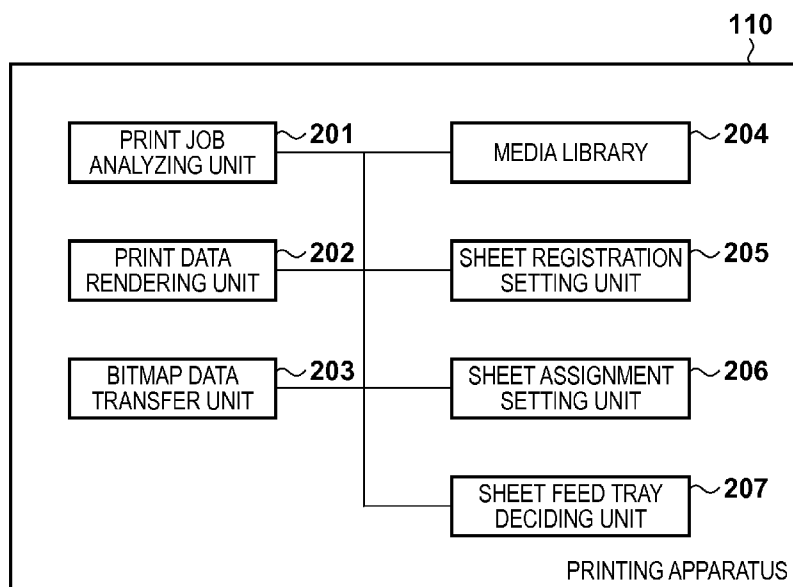 110
PRINT JOB
ANALYZING UNIT
201
MEDIA LIBRARY
204
PRINT DATA
RENDERING UNIT
202
SHEET REGISTRATION
SETTING UNIT
205
BITMAP DATA
TRANSFER UNIT
203
SHEET ASSIGNMENT
SETTING UNIT
206
SHEET FEED TRAY
DECIDING UNIT
207
PRINTING APPARATUS